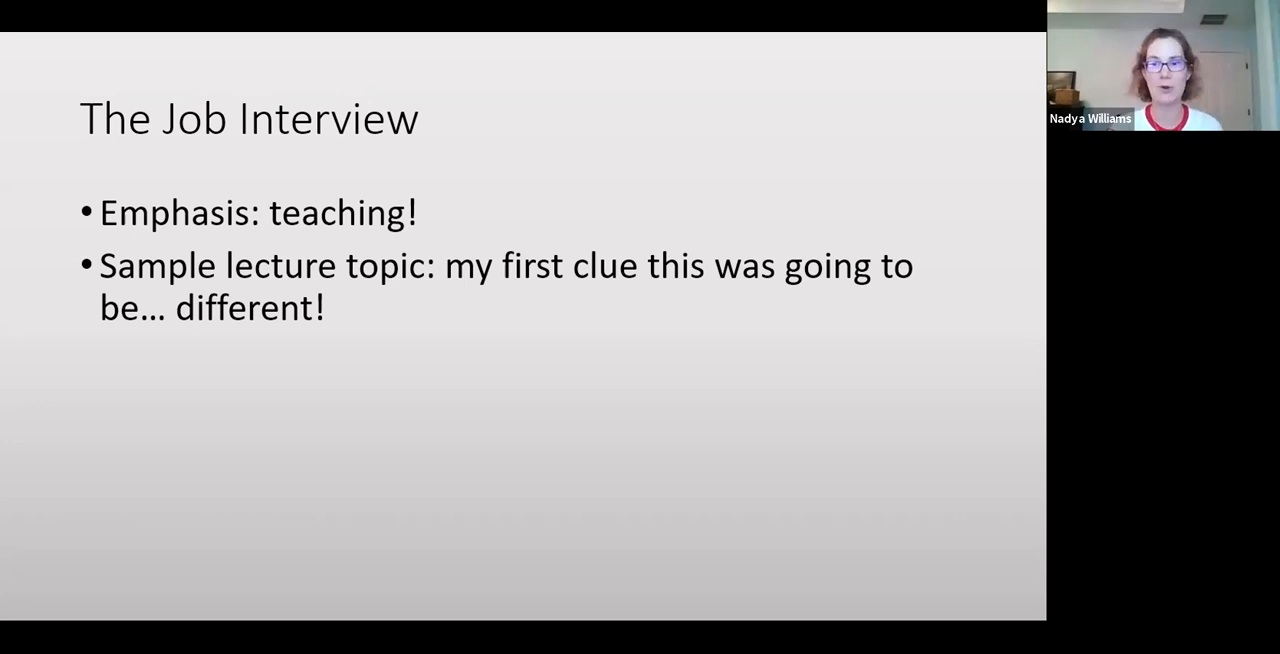 The Job Interview
• Emphasis: teaching!
• Sample lecture topic: my first clue this was going to
be... different!
Nadya Williams